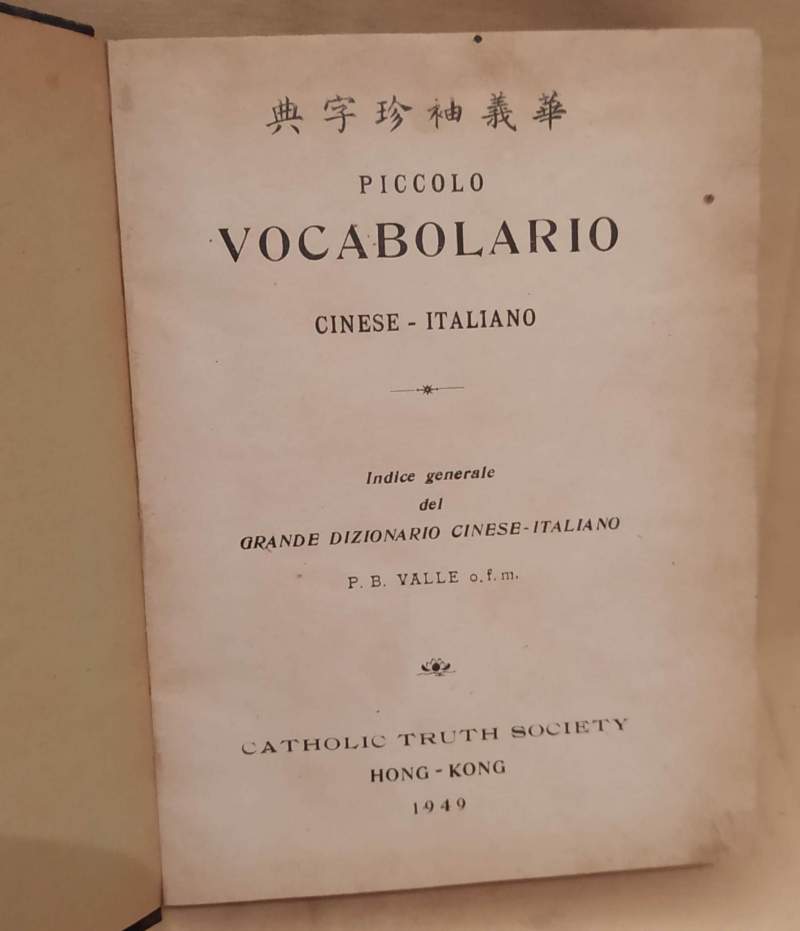 華義袖珍字典
PICCOLO
VOCABOLARIO
CINESE - ITALIANO
Indice generale
del
GRANDE DIZIONARIO CINESE-ITALIANO
P. B. VALLE o.f.m.
CATHOLIC TRUTH SOCIETY
HONG - KONG
1949